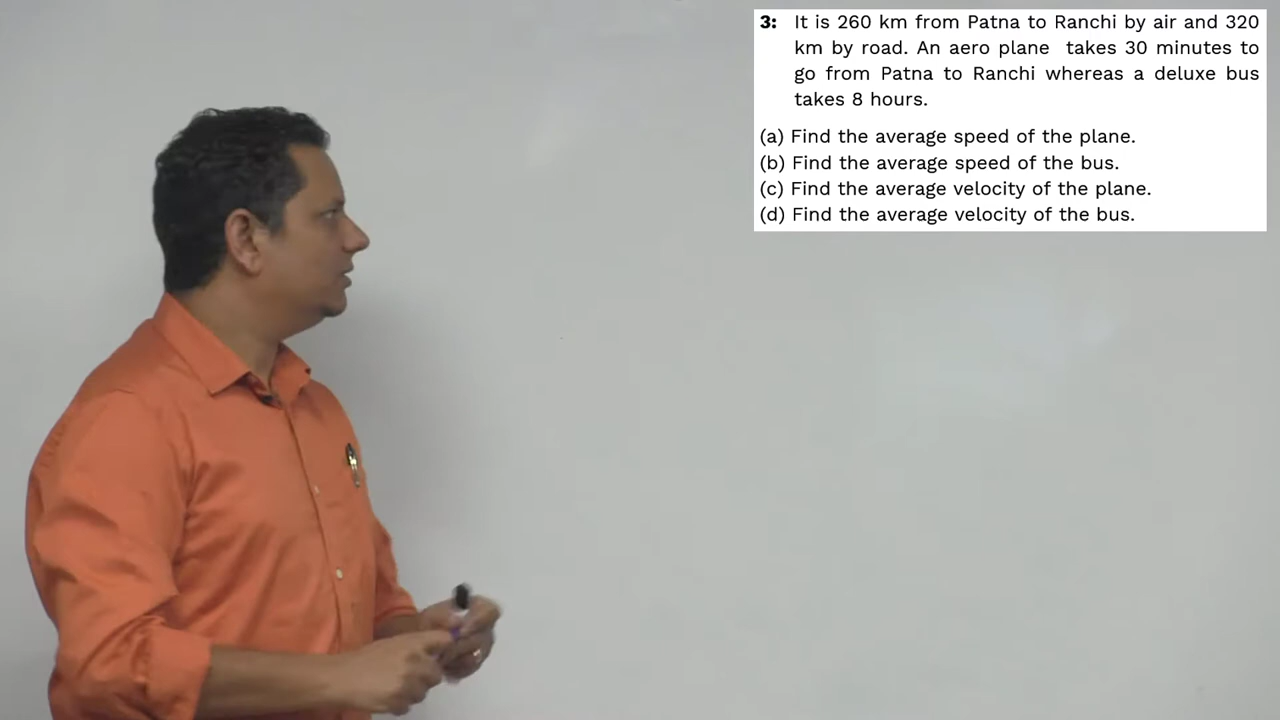 3: It is 260 km from Patna to Ranchi by air and 320
km by road. An aero plane takes 30 minutes to
go from Patna to Ranchi whereas a deluxe bus
takes 8 hours.
(a) Find the average speed of the plane.
(b) Find the average speed of the bus.
(c) Find the average velocity of the plane.
(d) Find the average velocity of the bus.